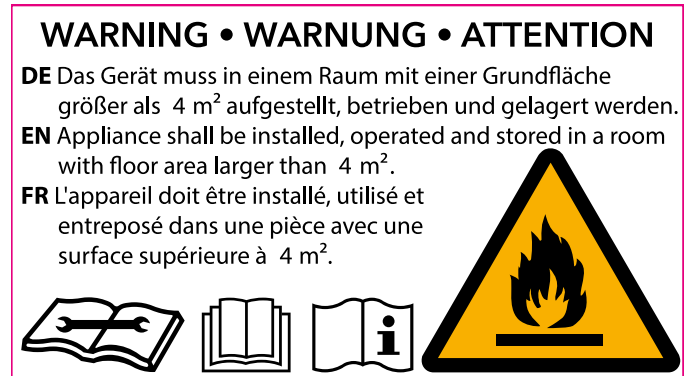 WARNING • WARNUNG • ATTENTION
DE Das Gerät muss in einem Raum mit einer Grundfläche
größer als 4 m² aufgestellt, betrieben und gelagert werden.
EN Appliance shall be installed, operated and stored in a room
with floor area larger than 4 m².
FR L'appareil doit être installé, utilisé et
entreposé dans une pièce avec une
surface supérieure à 4 m².
i